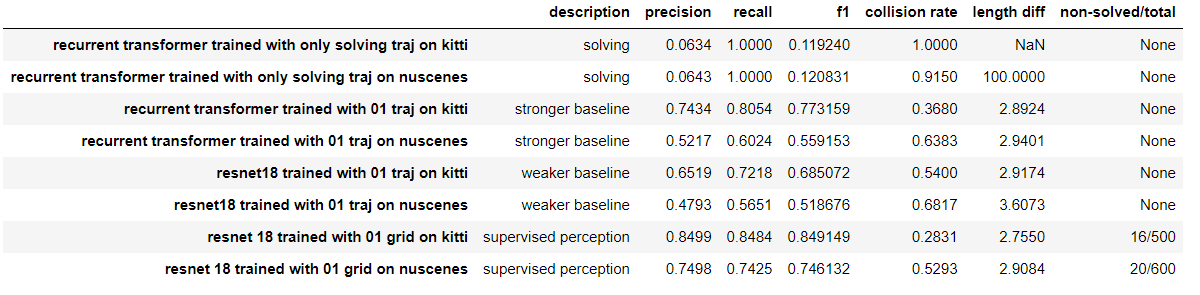 description precision recall f1 collision rate length diff non-solved/total
recurrent transformer trained with only solving traj on kitti solving 0.0634 1.0000 0.119240 1.0000 NaN None
recurrent transformer trained with only solving traj on nuscenes solving 0.0643 1.0000 0.120831 0.9150 100.0000 None
recurrent transformer trained with 01 traj on kitti stronger baseline 0.7434 0.8054 0.773159 0.3680 2.8924 None
recurrent transformer trained with 01 traj on nuscenes stronger baseline 0.5217 0.6024 0.559153 0.6383 2.9401 None
resnet18 trained with 01 traj on kitti weaker baseline 0.6519 0.7218 0.685072 0.5400 2.9174 None
resnet18 trained with 01 traj on nuscenes weaker baseline 0.4793 0.5651 0.518676 0.6817 3.6073 None
resnet 18 trained with 01 grid on kitti supervised perception 0.8499 0.8484 0.849149 0.2831 2.7550 16/500
resnet 18 trained with 01 grid on nuscenes supervised perception 0.7498 0.7425 0.746132 0.5293 2.9084 20/600